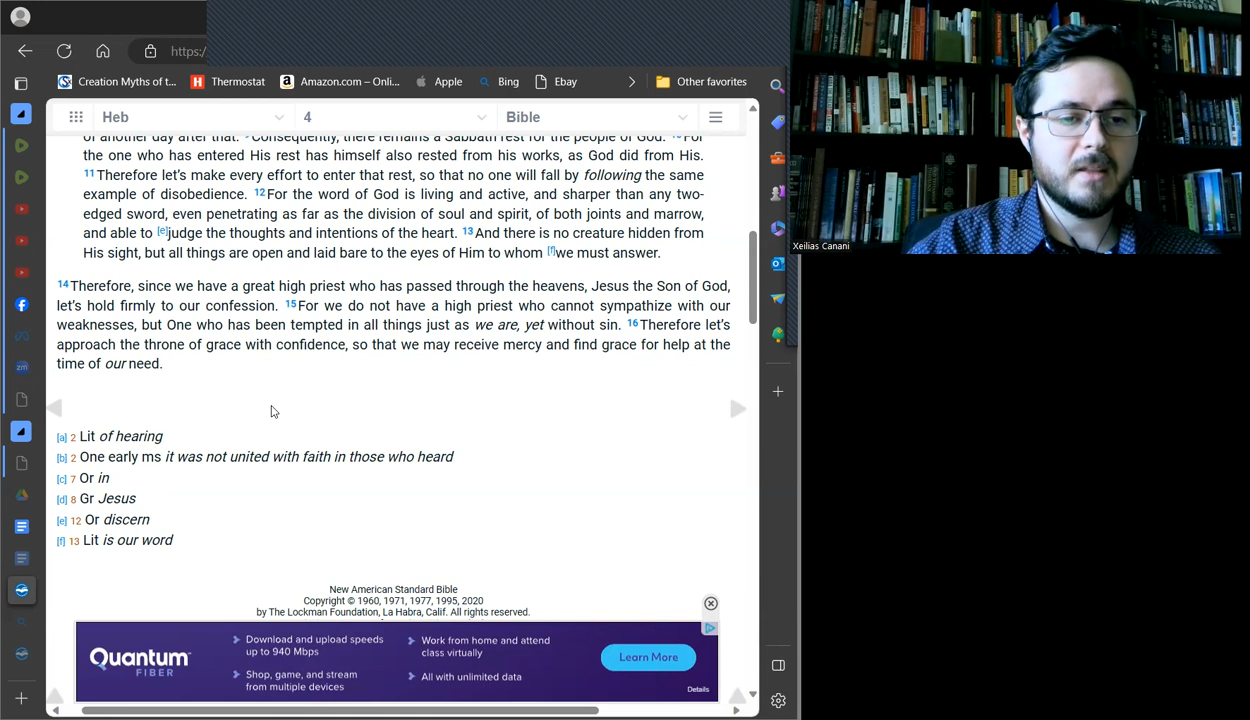 https:/
Creation Myths of t...
Thermostat
Amazon.com – Onli...
Apple
Bing
Ebay
Other favorites
Heb
4
Bible
of another day after that. Consequently, there remains a Sabbath rest for the people of God. 10 For
the one who has entered His rest has himself also rested from his works, as God did from His.
11 Therefore let's make every effort to enter that rest, so that no one will fall by following the same
example of disobedience. 12 For the word of God is living and active, and sharper than any two-
edged sword, even penetrating as far as the division of soul and spirit, of both joints and marrow,
and able to [e]judge the thoughts and intentions of the heart. 13 And there is no creature hidden from
His sight, but all things are open and laid bare to the eyes of Him to whom [f]we must answer.
14 Therefore, since we have a great high priest who has passed through the heavens, Jesus the Son of God,
let's hold firmly to our confession. 15 For we do not have a high priest who cannot sympathize with our
weaknesses, but One who has been tempted in all things just as we are, yet without sin. 16 Therefore let's
approach the throne of grace with confidence, so that we may receive mercy and find grace for help at the
time of our need.
[a] 2 Lit of hearing
[b] 2 One early ms it was not united with faith in those who heard
[c] 7 Or in
[d] 8 Gr Jesus
[e] 12 Or discern
[f] 13 Lit is our word
New American Standard Bible
Copyright © 1960, 1971, 1977, 1995, 2020
by The Lockman Foundation, La Habra, Calif. All rights reserved.
Quantum
FIBER
Download and upload speeds
up to 940 Mbps
Shop, game, and stream
from multiple devices
Work from home and attend
class virtually
All with unlimited data
Learn More
Details
Xeilias Canani